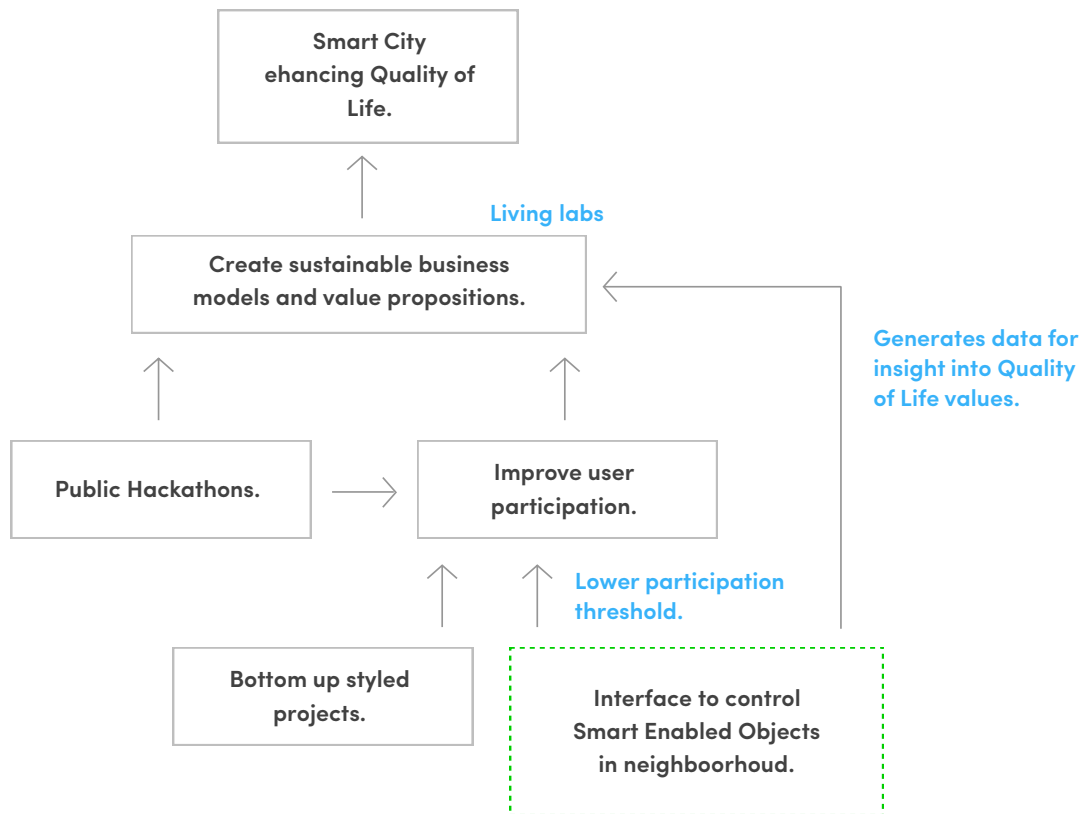 Smart City
ehancing Quality of
Life.
Living labs
Create sustainable business
models and value propositions.
Generates data for
insight into Quality
of Life values.
Public Hackathons.
Improve user
participation.
Lower participation
threshold.
Bottom up styled
projects.
Interface to control
Smart Enabled Objects
in neighboorhoud.